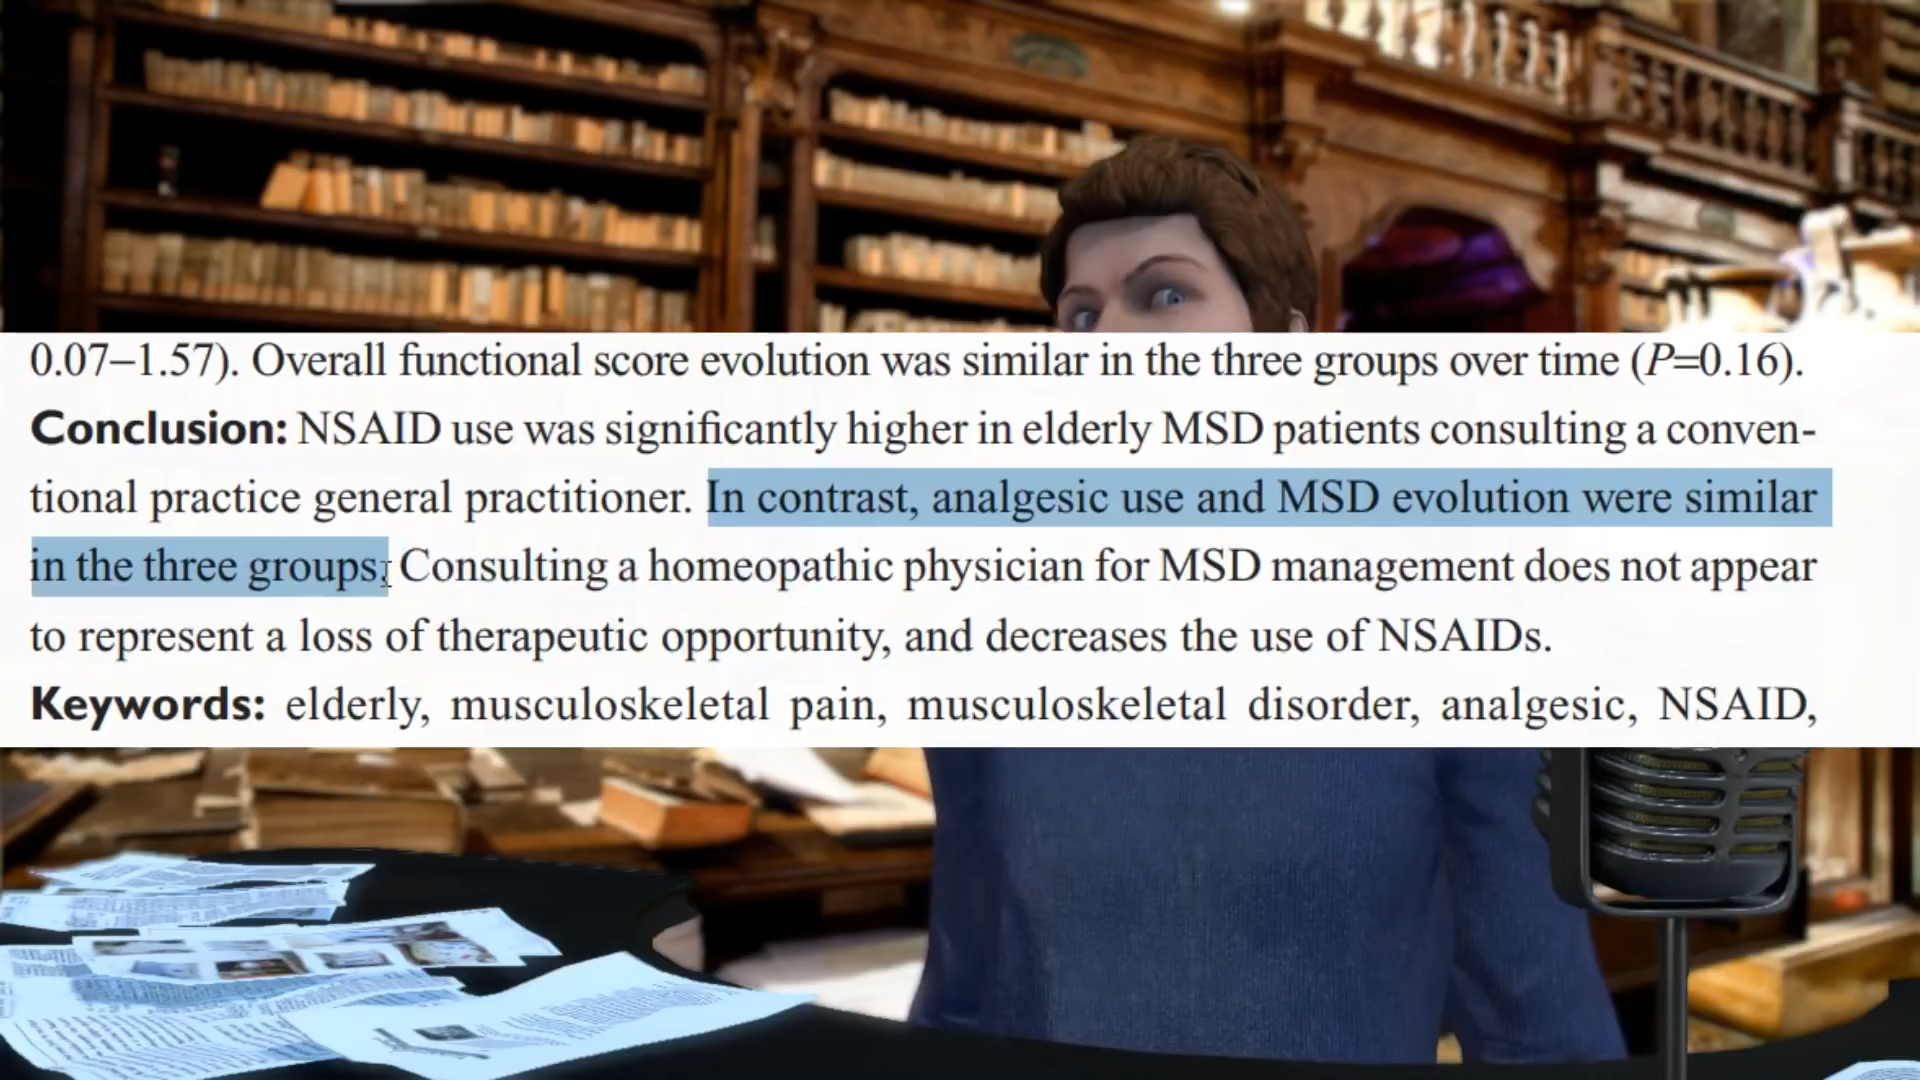 0.07–1.57). Overall functional score evolution was similar in the three groups over time (P=0.16).
Conclusion: NSAID use was significantly higher in elderly MSD patients consulting a conven-
tional practice general practitioner. In contrast, analgesic use and MSD evolution were similar
in the three groups. Consulting a homeopathic physician for MSD management does not appear
to represent a loss of therapeutic opportunity, and decreases the use of NSAIDs.
Keywords: elderly, musculoskeletal pain, musculoskeletal disorder, analgesic, NSAID,